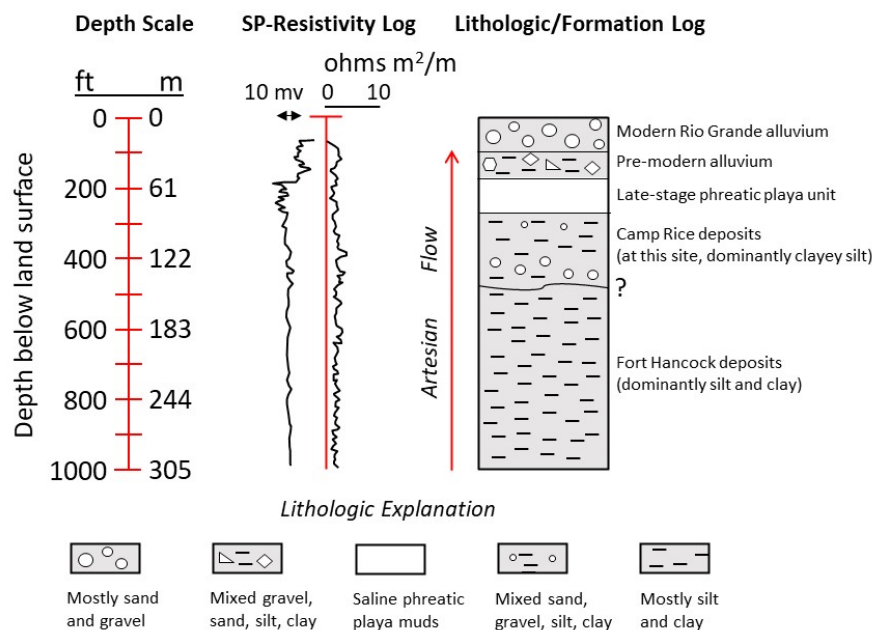 Depth Scale
SP-Resistivity Log
Lithologic/Formation Log
ohms m²/m
ft
m
10 mv
0
10
0
0
200
61
400
122
600
183
800
244
1000
305
Depth below land surface
Artesian Flow
Modern Rio Grande alluvium
Pre-modern alluvium
Late-stage phreatic playa unit
Camp Rice deposits
(at this site, dominantly clayey silt)
?
Fort Hancock deposits
(dominantly silt and clay)
Lithologic Explanation
Mostly sand
and gravel
Mixed gravel,
sand, silt, clay
Saline phreatic
playa muds
Mixed sand,
gravel, silt, clay
Mostly silt
and clay